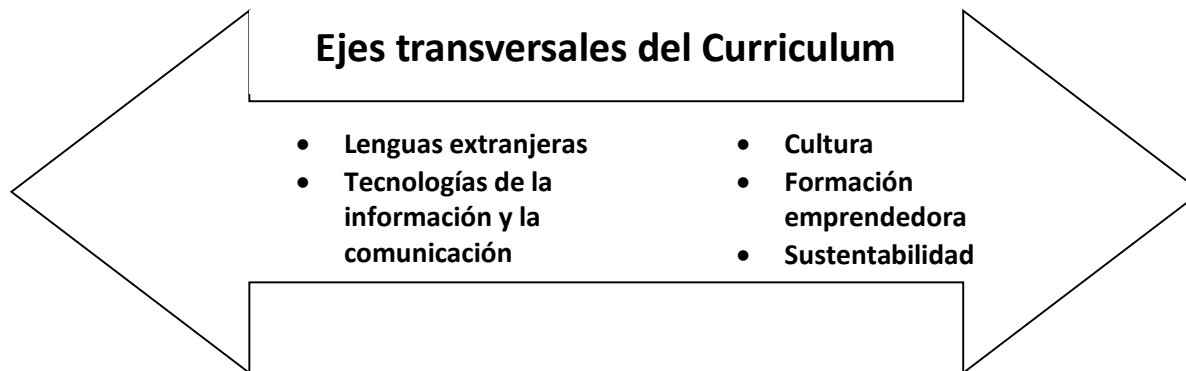 Ejes transversales del Curriculum
• Lenguas extranjeras
• Tecnologías de la
información y la
comunicación
• Cultura
• Formación
emprendedora
• Sustentabilidad